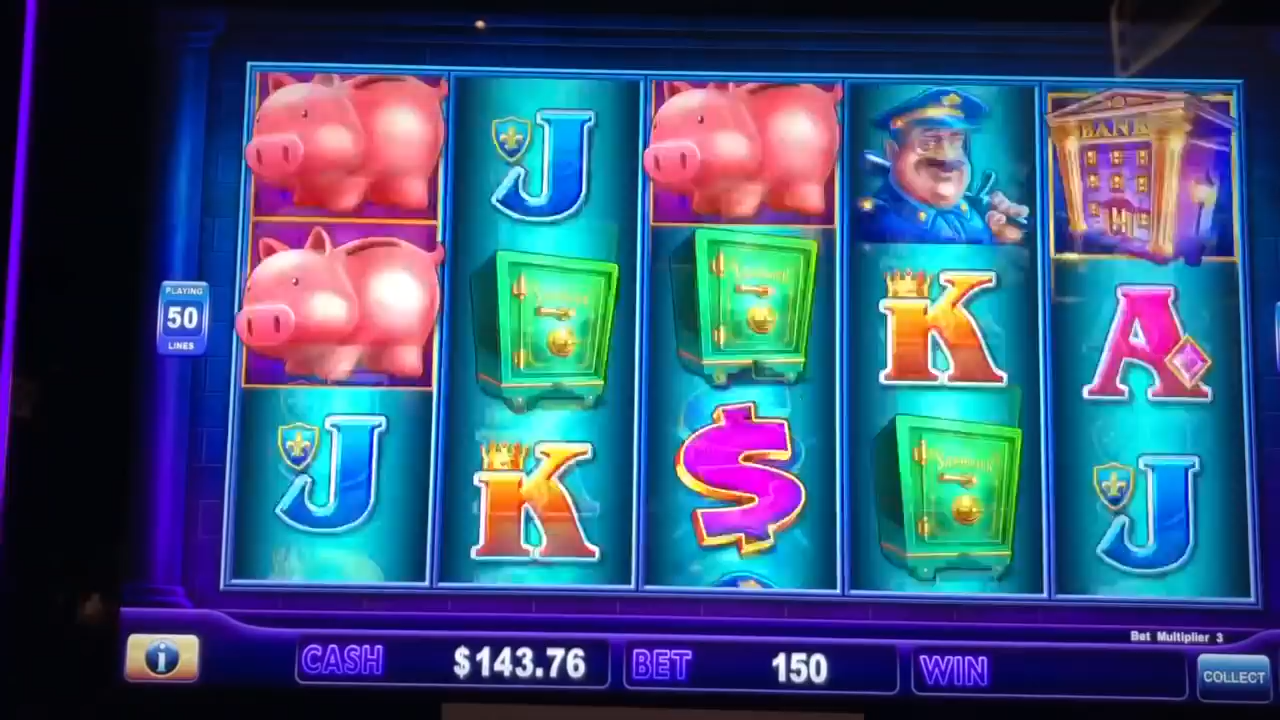 J
BANK
PLAYING
50
LINES
K
A
J
K
$
J
Bet Multiplier 3
i
CASH $143.76 BET 150 WIN
COLLECT